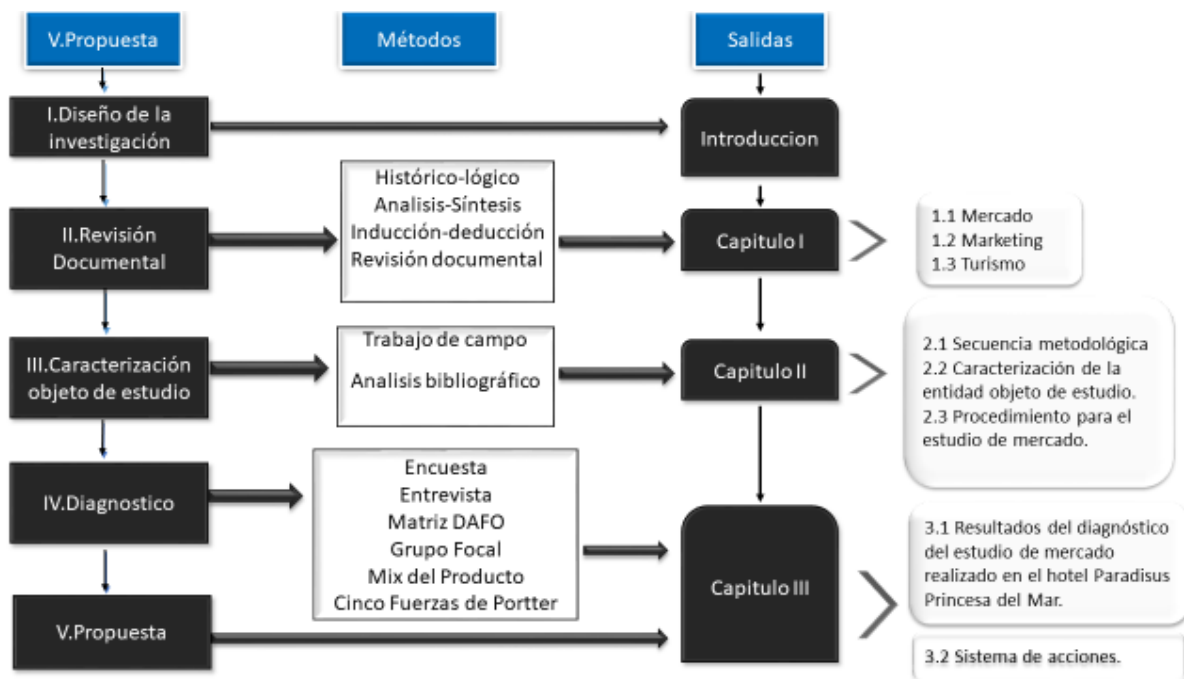 V.Propuesta
Métodos
Salidas
I.Diseño de la
investigación
Introduccion
Histórico-lógico
Analisis-Síntesis
Inducción-deducción
Revisión documental
II.Revisión
Documental
Capitulo I
1.1 Mercado
1.2 Marketing
1.3 Turismo
III.Caracterización
objeto de estudio
Trabajo de campo
Analisis bibliográfico
Capitulo II
2.1 Secuencia metodológica
2.2 Caracterización de la
entidad objeto de estudio.
2.3 Procedimiento para el
estudio de mercado.
IV.Diagnostico
Encuesta
Entrevista
Matriz DAFO
Grupo Focal
Mix del Producto
Cinco Fuerzas de Portter
Capitulo III
3.1 Resultados del diagnóstico
del estudio de mercado
realizado en el hotel Paradisus
Princesa del Mar.
V.Propuesta
3.2 Sistema de acciones.